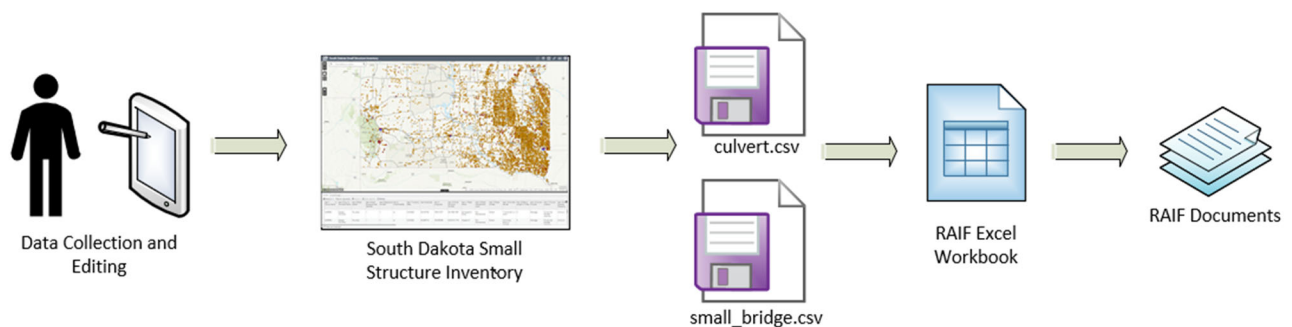 Data Collection and
Editing
South Dakota Small
Structure Inventory
culvert.csv
small_bridge.csv
RAIF Excel
Workbook
RAIF Documents